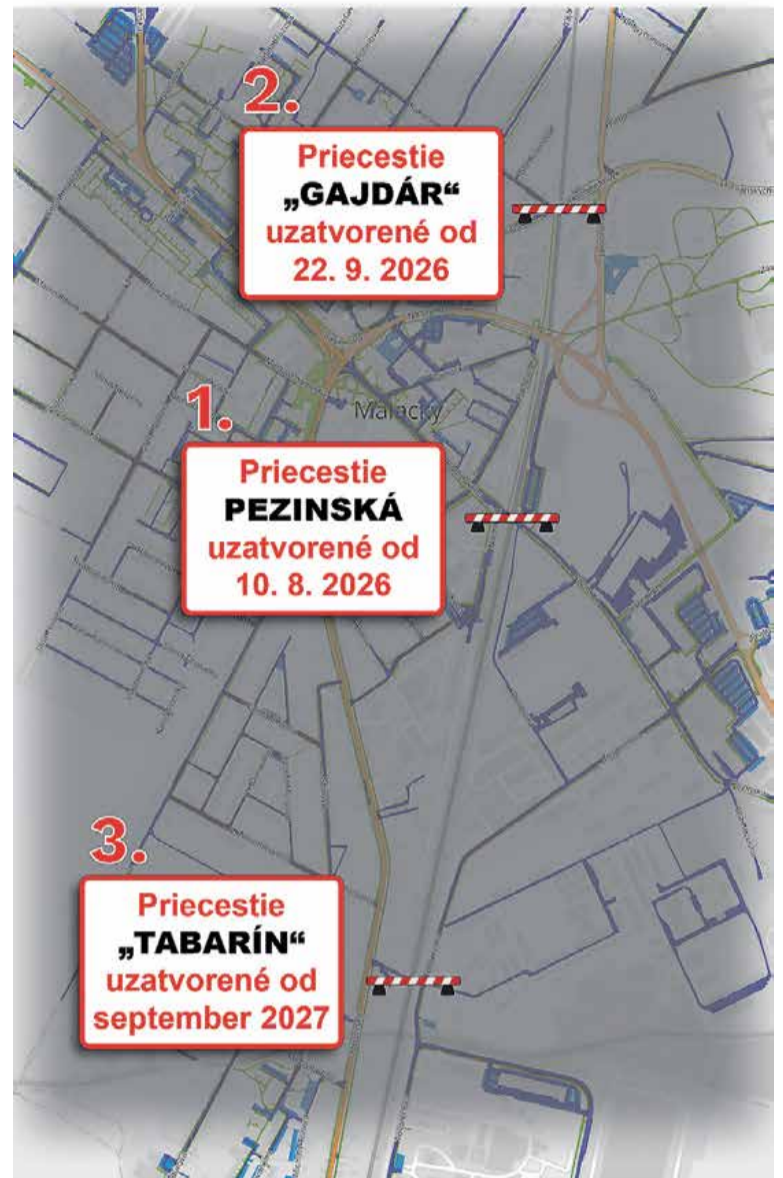 2.
Priecestie
„GAJDÁR“
uzatvorené od
22. 9. 2026
Malacky
1.
Priecestie
PEZINSKÁ
uzatvorené od
10. 8. 2026
3.
Priecestie
„TABARÍN“
uzatvorené od
september 2027